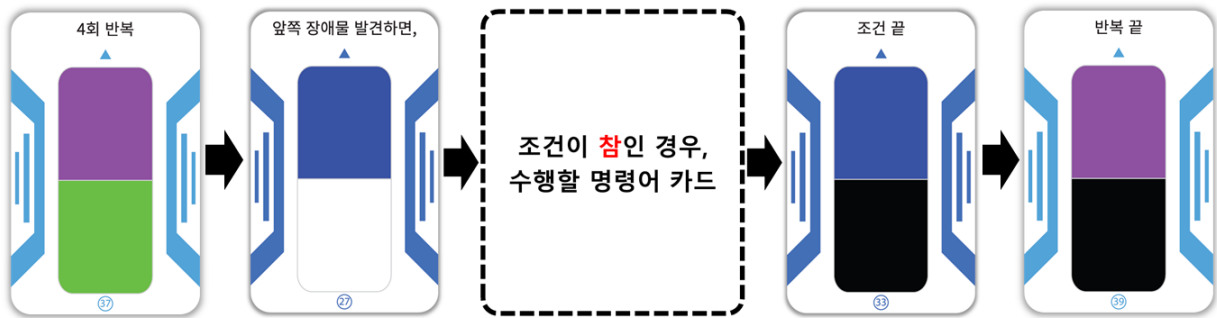 4회 반복
㊲
앞쪽 장애물 발견하면,
㉗
조건이 참인 경우,
수행할 명령어 카드
조건 끝
㉝
반복 끝
㊴